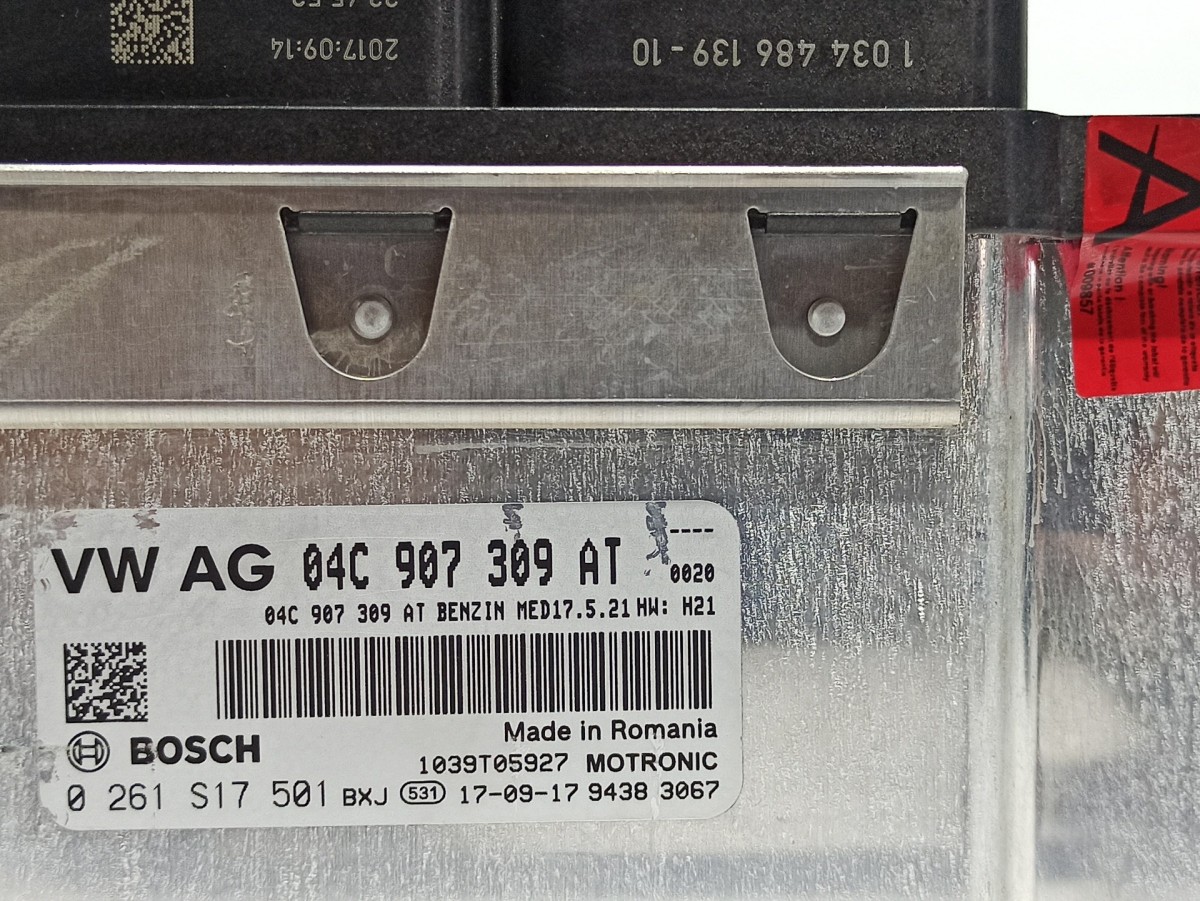 2017:09:14
1 034 486 139 - 10
A
Attention !
A009857
VW AG 04C 907 309 AT
----
0020
04C 907 309 AT BENZIN MED17.5.21 HW: H21
Made in Romania
BOSCH
1039T05927 MOTRONIC
0 261 S17 501 BXJ 531 17-09-17 9438 3067